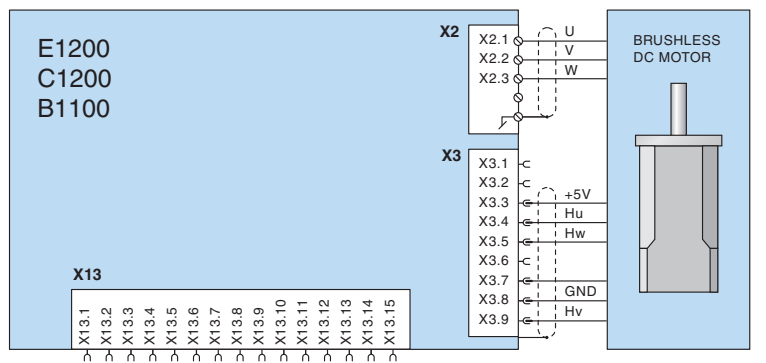 E1200
C1200
B1100
X2
X2.1
X2.2
X2.3
U
V
W
BRUSHLESS
DC MOTOR
X3
X3.1
X3.2
X3.3
X3.4
X3.5
X3.6
X3.7
X3.8
X3.9
+5V
Hu
Hw
GND
Hv
X13
X13.1
X13.2
X13.3
X13.4
X13.5
X13.6
X13.7
X13.8
X13.9
X13.10
X13.11
X13.12
X13.13
X13.14
X13.15